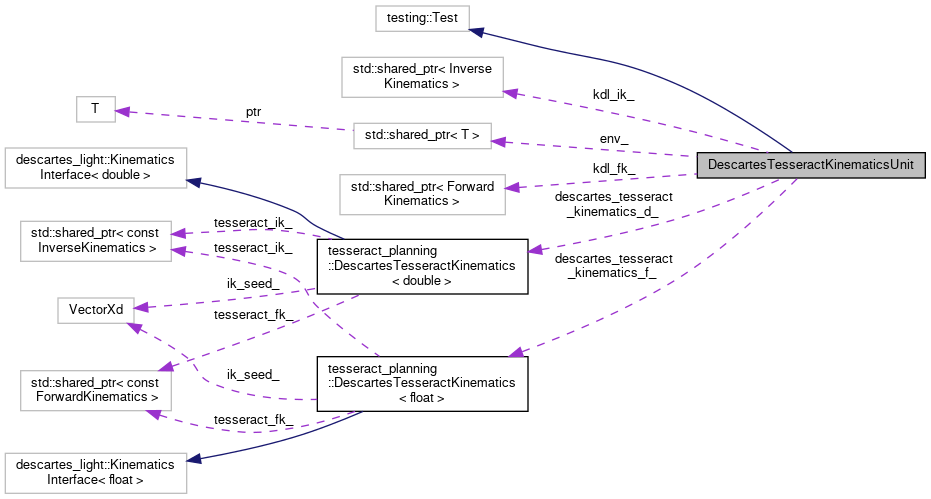 testing::Test
std::shared_ptr< Inverse
Kinematics >
kdl_ik_
T
ptr
std::shared_ptr< T >
env_
DescartesTesseractKinematicsUnit
descartes_light::Kinematics
Interface< double >
std::shared_ptr< Forward
Kinematics >
kdl_fk_
descartes_tesseract
_kinematics_d_
std::shared_ptr< const
InverseKinematics >
tesseract_ik_
tesseract_ik_
tesseract_planning
::DescartesTesseractKinematics
< double >
descartes_tesseract
_kinematics_f_
ik_seed_
VectorXd
tesseract_fk_
std::shared_ptr< const
ForwardKinematics >
ik_seed_
tesseract_planning
::DescartesTesseractKinematics
< float >
tesseract_fk_
descartes_light::Kinematics
Interface< float >